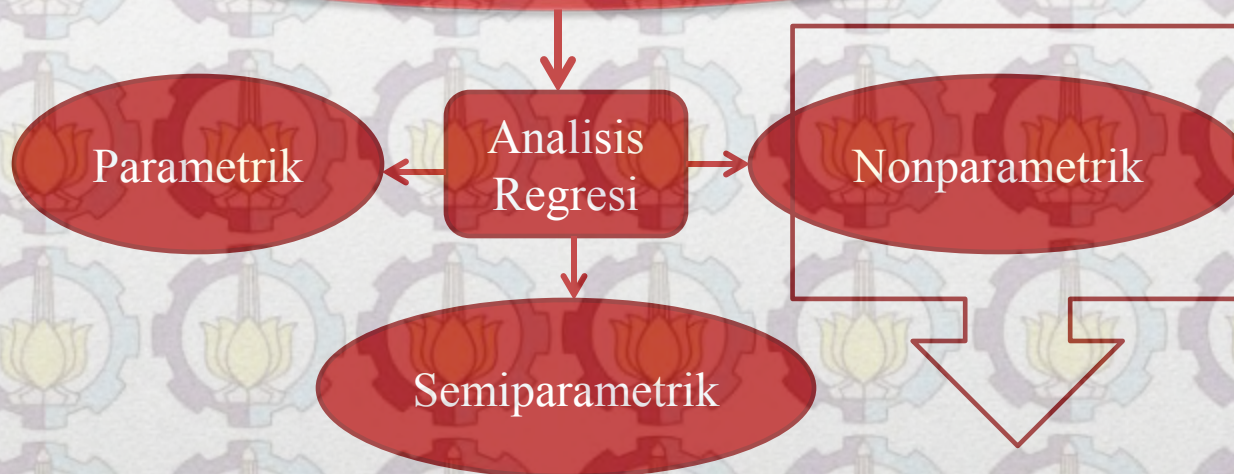 Parametrik
Analisis
Regresi
Nonparametrik
Semiparametrik